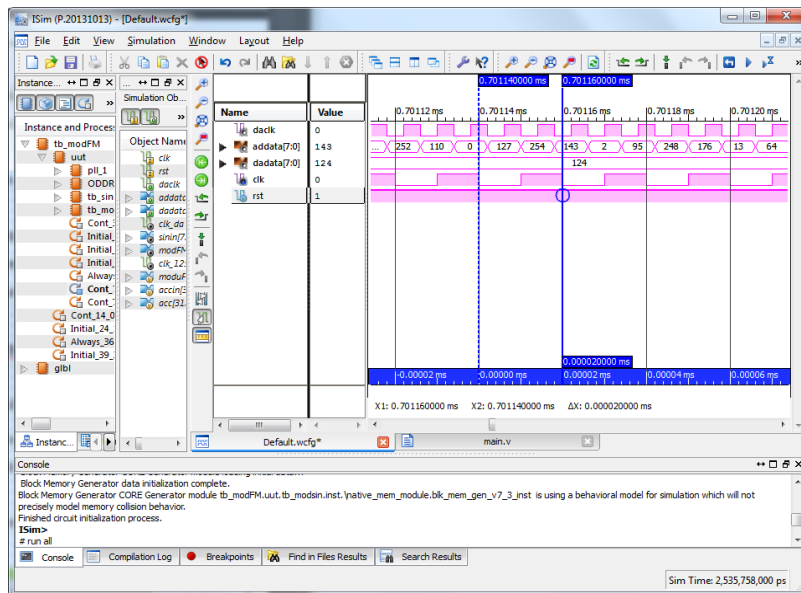 ISim (P.20131013) - [Default.wcfg*]
File Edit View Simulation Window Layout Help
Instance...
Simulation Ob...
Instance and Proces
Object Name
tb_modFM
uut
pll_1
ODDR
tb_sin
tb_mo
Cont_
Initial_
Initial_
Initial_
Alway
Cont_
Cont_
Cont_14_0
Initial_24_
Always_36
Initial_39_
glbl
clk
rst
daclk
addata
dadata
clk_da
sinin[7:
modFM
clk_12:
moduF
accin[3
acc[31:
Name Value
daclk 0
addata[7:0] 143
dadata[7:0] 124
clk 0
rst 1
0.701140000 ms 0.701160000 ms
0.70112 ms 0.70114 ms 0.70116 ms 0.70118 ms 0.70120 ms
... 252 110 0 127 254 143 2 95 248 176 13 64
124
0.000020000 ms
-0.00002 ms 0.00000 ms 0.00002 ms 0.00004 ms 0.00006 ms
X1: 0.701160000 ms X2: 0.701140000 ms ΔX: 0.000020000 ms
Instanc...
Default.wcfg* main.v
Console
Block Memory Generator data initialization complete.
Block Memory Generator CORE Generator module tb_modFM.uut.tb_modsin.inst.\native_mem_module.blk_mem_gen_v7_3_inst is using a behavioral model for simulation which will not
precisely model memory collision behavior.
Finished circuit initialization process.
ISim>
# run all
Console Compilation Log Breakpoints Find in Files Results Search Results
Sim Time: 2,535,758,000 ps